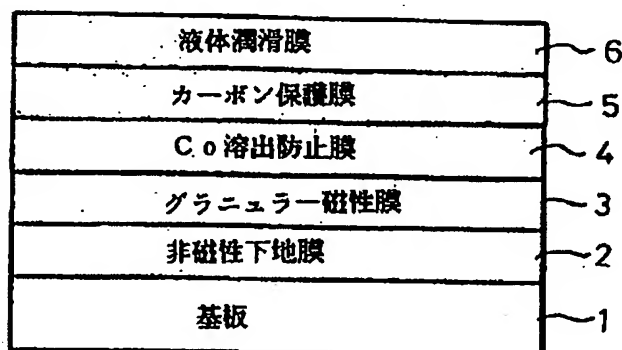 液体潤滑膜 6
カーボン保護膜 5
Co溶出防止膜 4
グラニュラー磁性膜 3
非磁性下地膜 2
基板 1